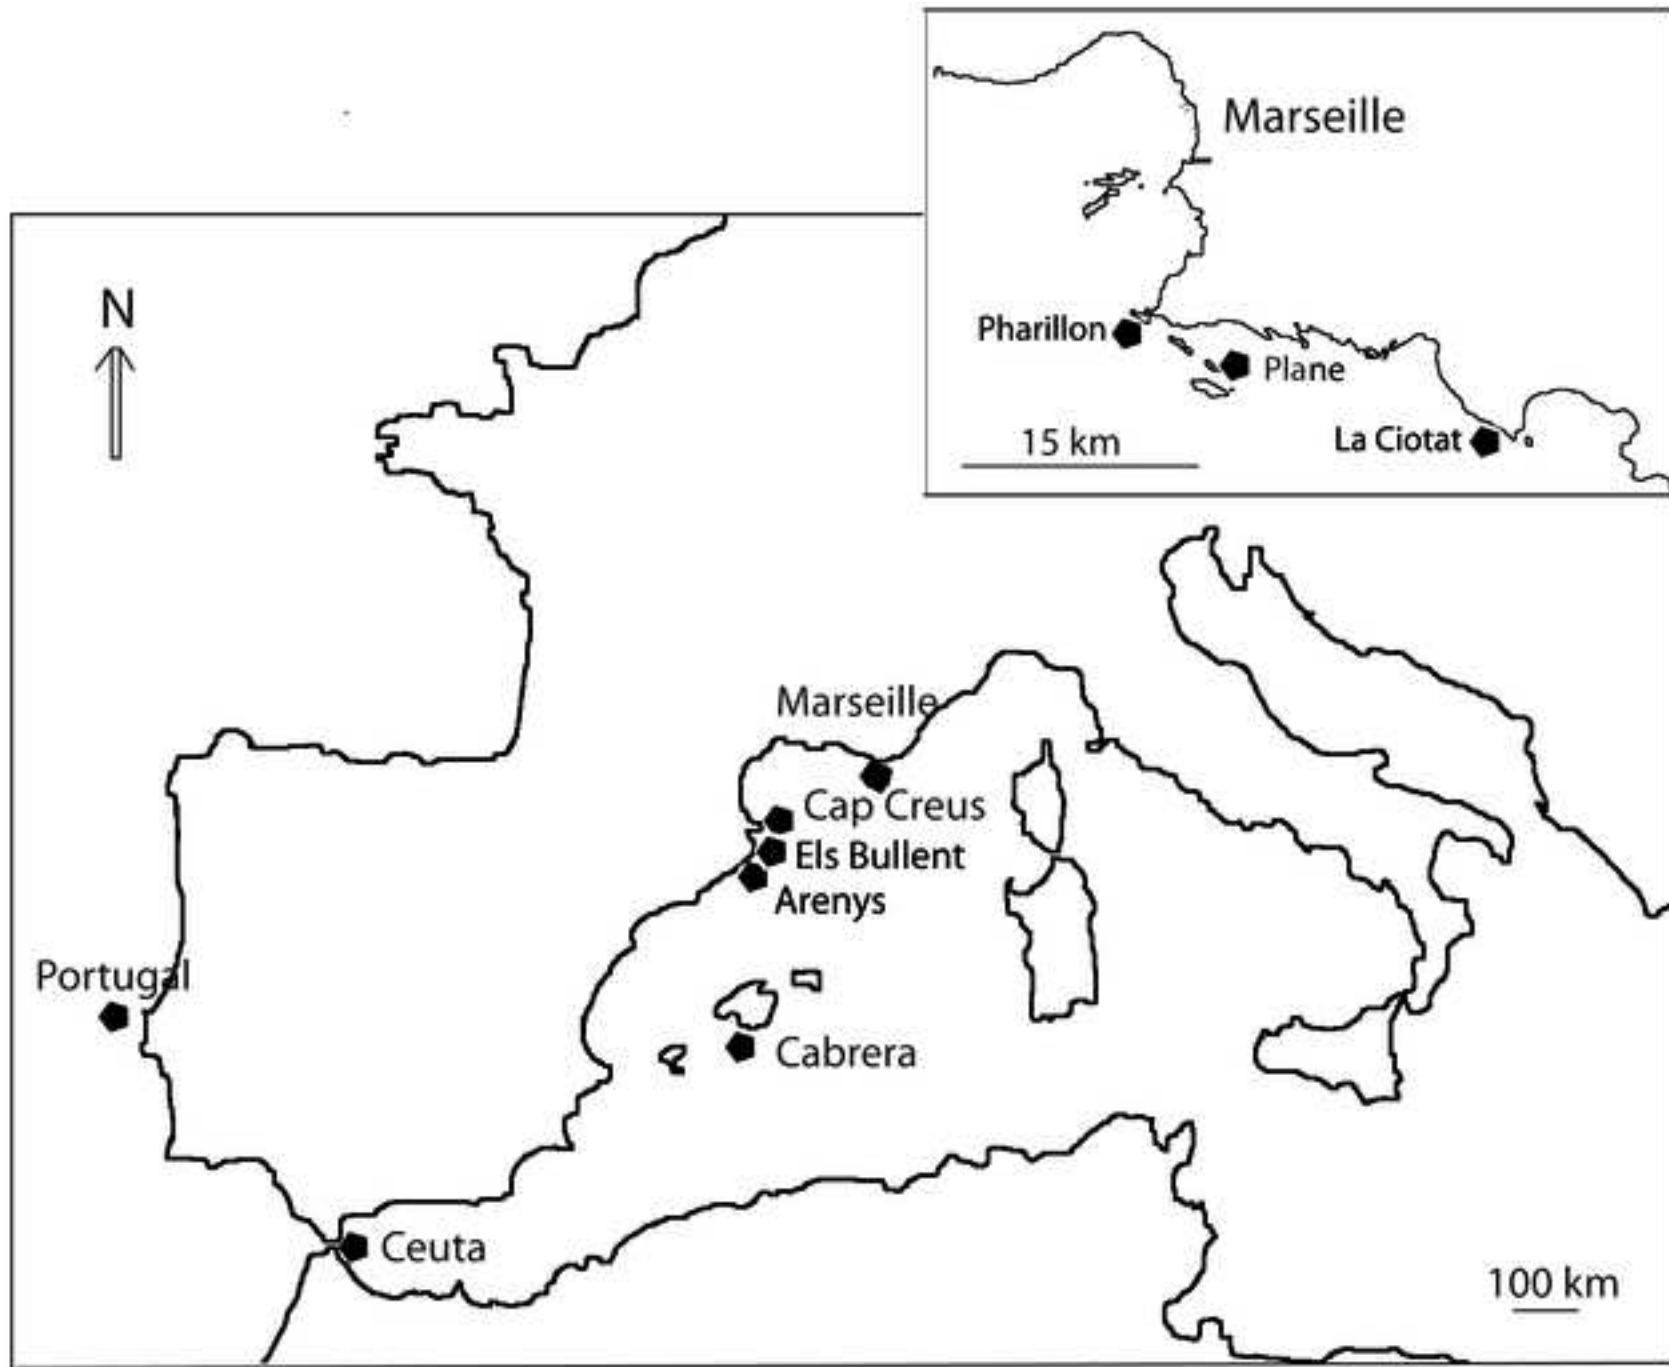 Marseille
Pharillon
Plane
La Ciotat
15 km
N
Marseille
Cap Creus
Els Bullent
Arenys
Portugal
Cabrera
Ceuta
100 km